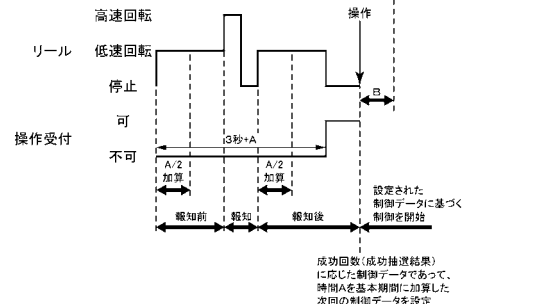 高速回転
操作
リール
低速回転
停止
B
可
操作受付
3秒+A
不可
A/2
加算
A/2
加算
設定された
制御データに基づく
制御を開始
報知前
報知
報知後
成功回数(成功抽選結果)
に応じた制御データであって、
時間Aを基本期間に加算した
次回の制御データを設定